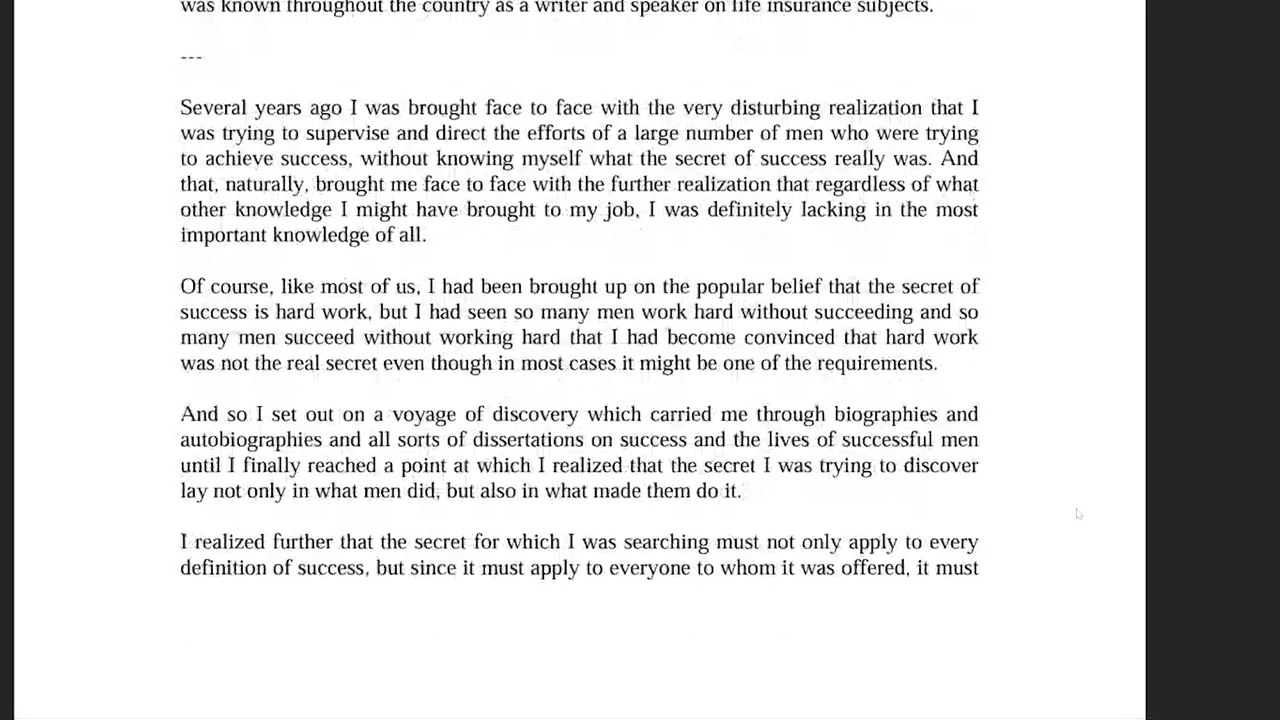 was known throughout the country as a writer and speaker on life insurance subjects.
---
Several years ago I was brought face to face with the very disturbing realization that I
was trying to supervise and direct the efforts of a large number of men who were trying
to achieve success, without knowing myself what the secret of success really was. And
that, naturally, brought me face to face with the further realization that regardless of what
other knowledge I might have brought to my job, I was definitely lacking in the most
important knowledge of all.
Of course, like most of us, I had been brought up on the popular belief that the secret of
success is hard work, but I had seen so many men work hard without succeeding and so
many men succeed without working hard that I had become convinced that hard work
was not the real secret even though in most cases it might be one of the requirements.
And so I set out on a voyage of discovery which carried me through biographies and
autobiographies and all sorts of dissertations on success and the lives of successful men
until I finally reached a point at which I realized that the secret I was trying to discover
lay not only in what men did, but also in what made them do it.
I realized further that the secret for which I was searching must not only apply to every
definition of success, but since it must apply to everyone to whom it was offered, it must